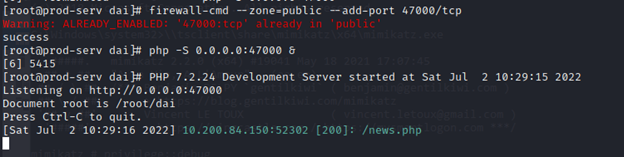 [root@prod-serv dai]# firewall-cmd --zone=public --add-port 47000/tcp
Warning: ALREADY_ENABLED: '47000:tcp' already in 'public'
success
[root@prod-serv dai]# php -S 0.0.0.0:47000 &
[6] 5415
[root@prod-serv dai]# PHP 7.2.24 Development Server started at Sat Jul  2 10:29:15 2022
Listening on http://0.0.0.0:47000
Document root is /root/dai
Press Ctrl-C to quit.
[Sat Jul  2 10:29:16 2022] 10.200.84.150:52302 [200]: /news.php